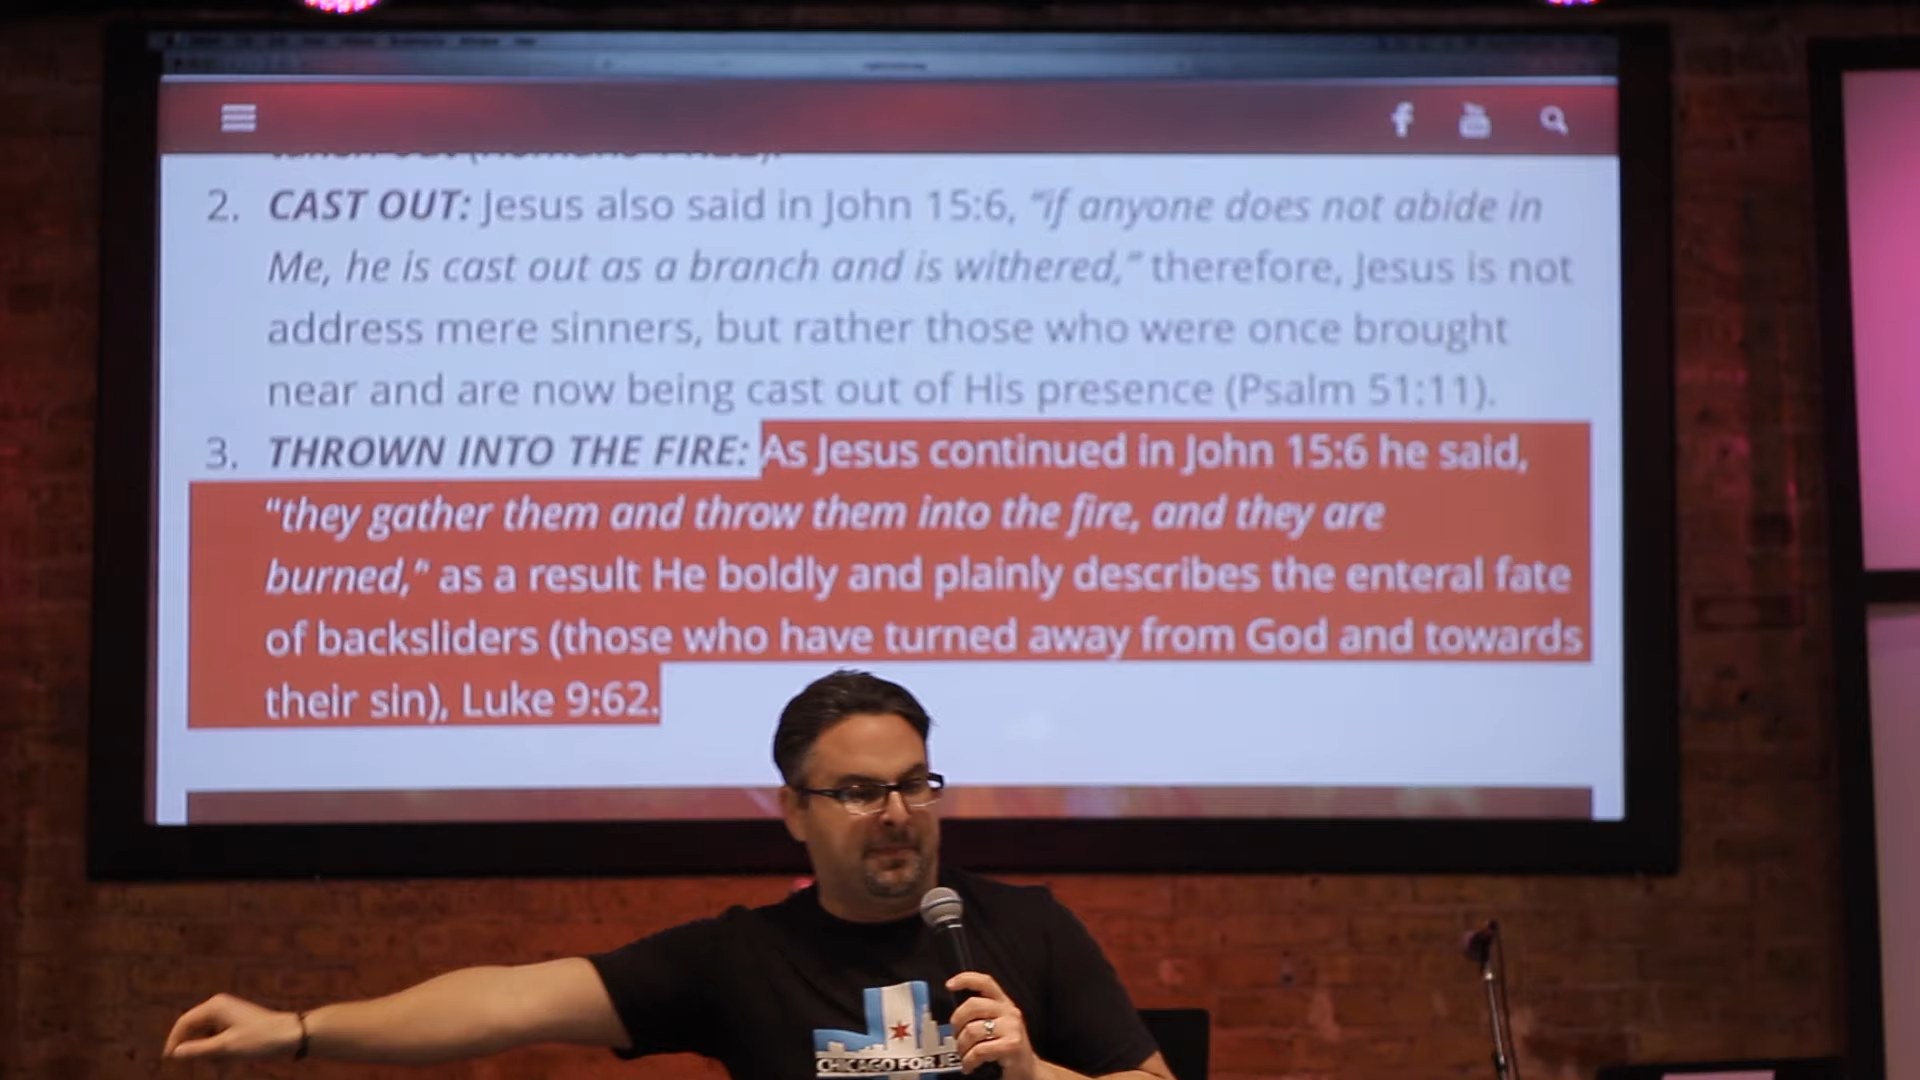 2. CAST OUT: Jesus also said in John 15:6, "if anyone does not abide in
Me, he is cast out as a branch and is withered," therefore, Jesus is not
address mere sinners, but rather those who were once brought
near and are now being cast out of His presence (Psalm 51:11).
3. THROWN INTO THE FIRE: As Jesus continued in John 15:6 he said,
"they gather them and throw them into the fire, and they are
burned," as a result He boldly and plainly describes the enteral fate
of backsliders (those who have turned away from God and towards
their sin), Luke 9:62.
CHICAGO FOR JE